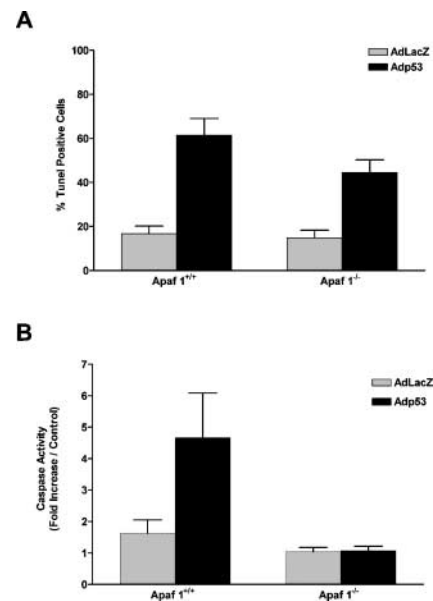 A
AdLacZ
Adp53
% Tunel Positive Cells
100
80
60
40
20
0
Apaf 1+/+
Apaf 1-/-
B
AdLacZ
Adp53
Caspase Activity
(Fold Increase / Control)
7
6
5
4
3
2
1
0
Apaf 1+/+
Apaf 1-/-